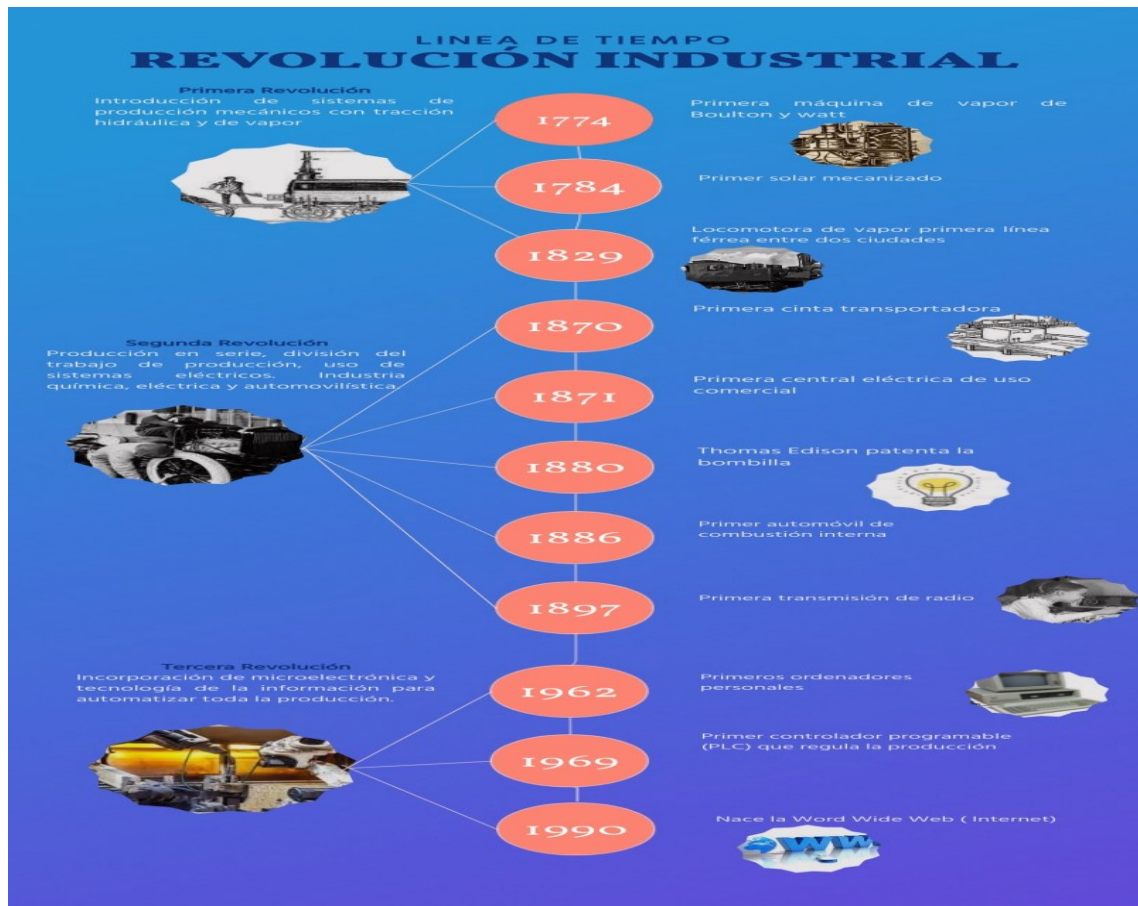 LINEA DE TIEMPO
REVOLUCIÓN INDUSTRIAL
Primera Revolución
Introducción de sistemas de
producción mecánicos con tracción
hidráulica y de vapor
1774
Primera máquina de vapor de
Boulton y watt
1784
Primer solar mecanizado
1829
Locomotora de vapor primera línea
férrea entre dos ciudades
Segunda Revolución
Producción en serie, división del
trabajo de producción, uso de
sistemas eléctricos. Industria
química, eléctrica y automovilística
1870
Primera cinta transportadora
1871
Primera central eléctrica de uso
comercial
1880
Thomas Edison patenta la
bombilla
1886
Primer automóvil de
combustión interna
1897
Primera transmisión de radio
Tercera Revolución
Incorporación de microelectrónica y
tecnología de la información para
automatizar toda la producción.
1962
Primeros ordenadores
personales
1969
Primer controlador programable
(PLC) que regula la producción
1990
Nace la Word Wide Web ( Internet)